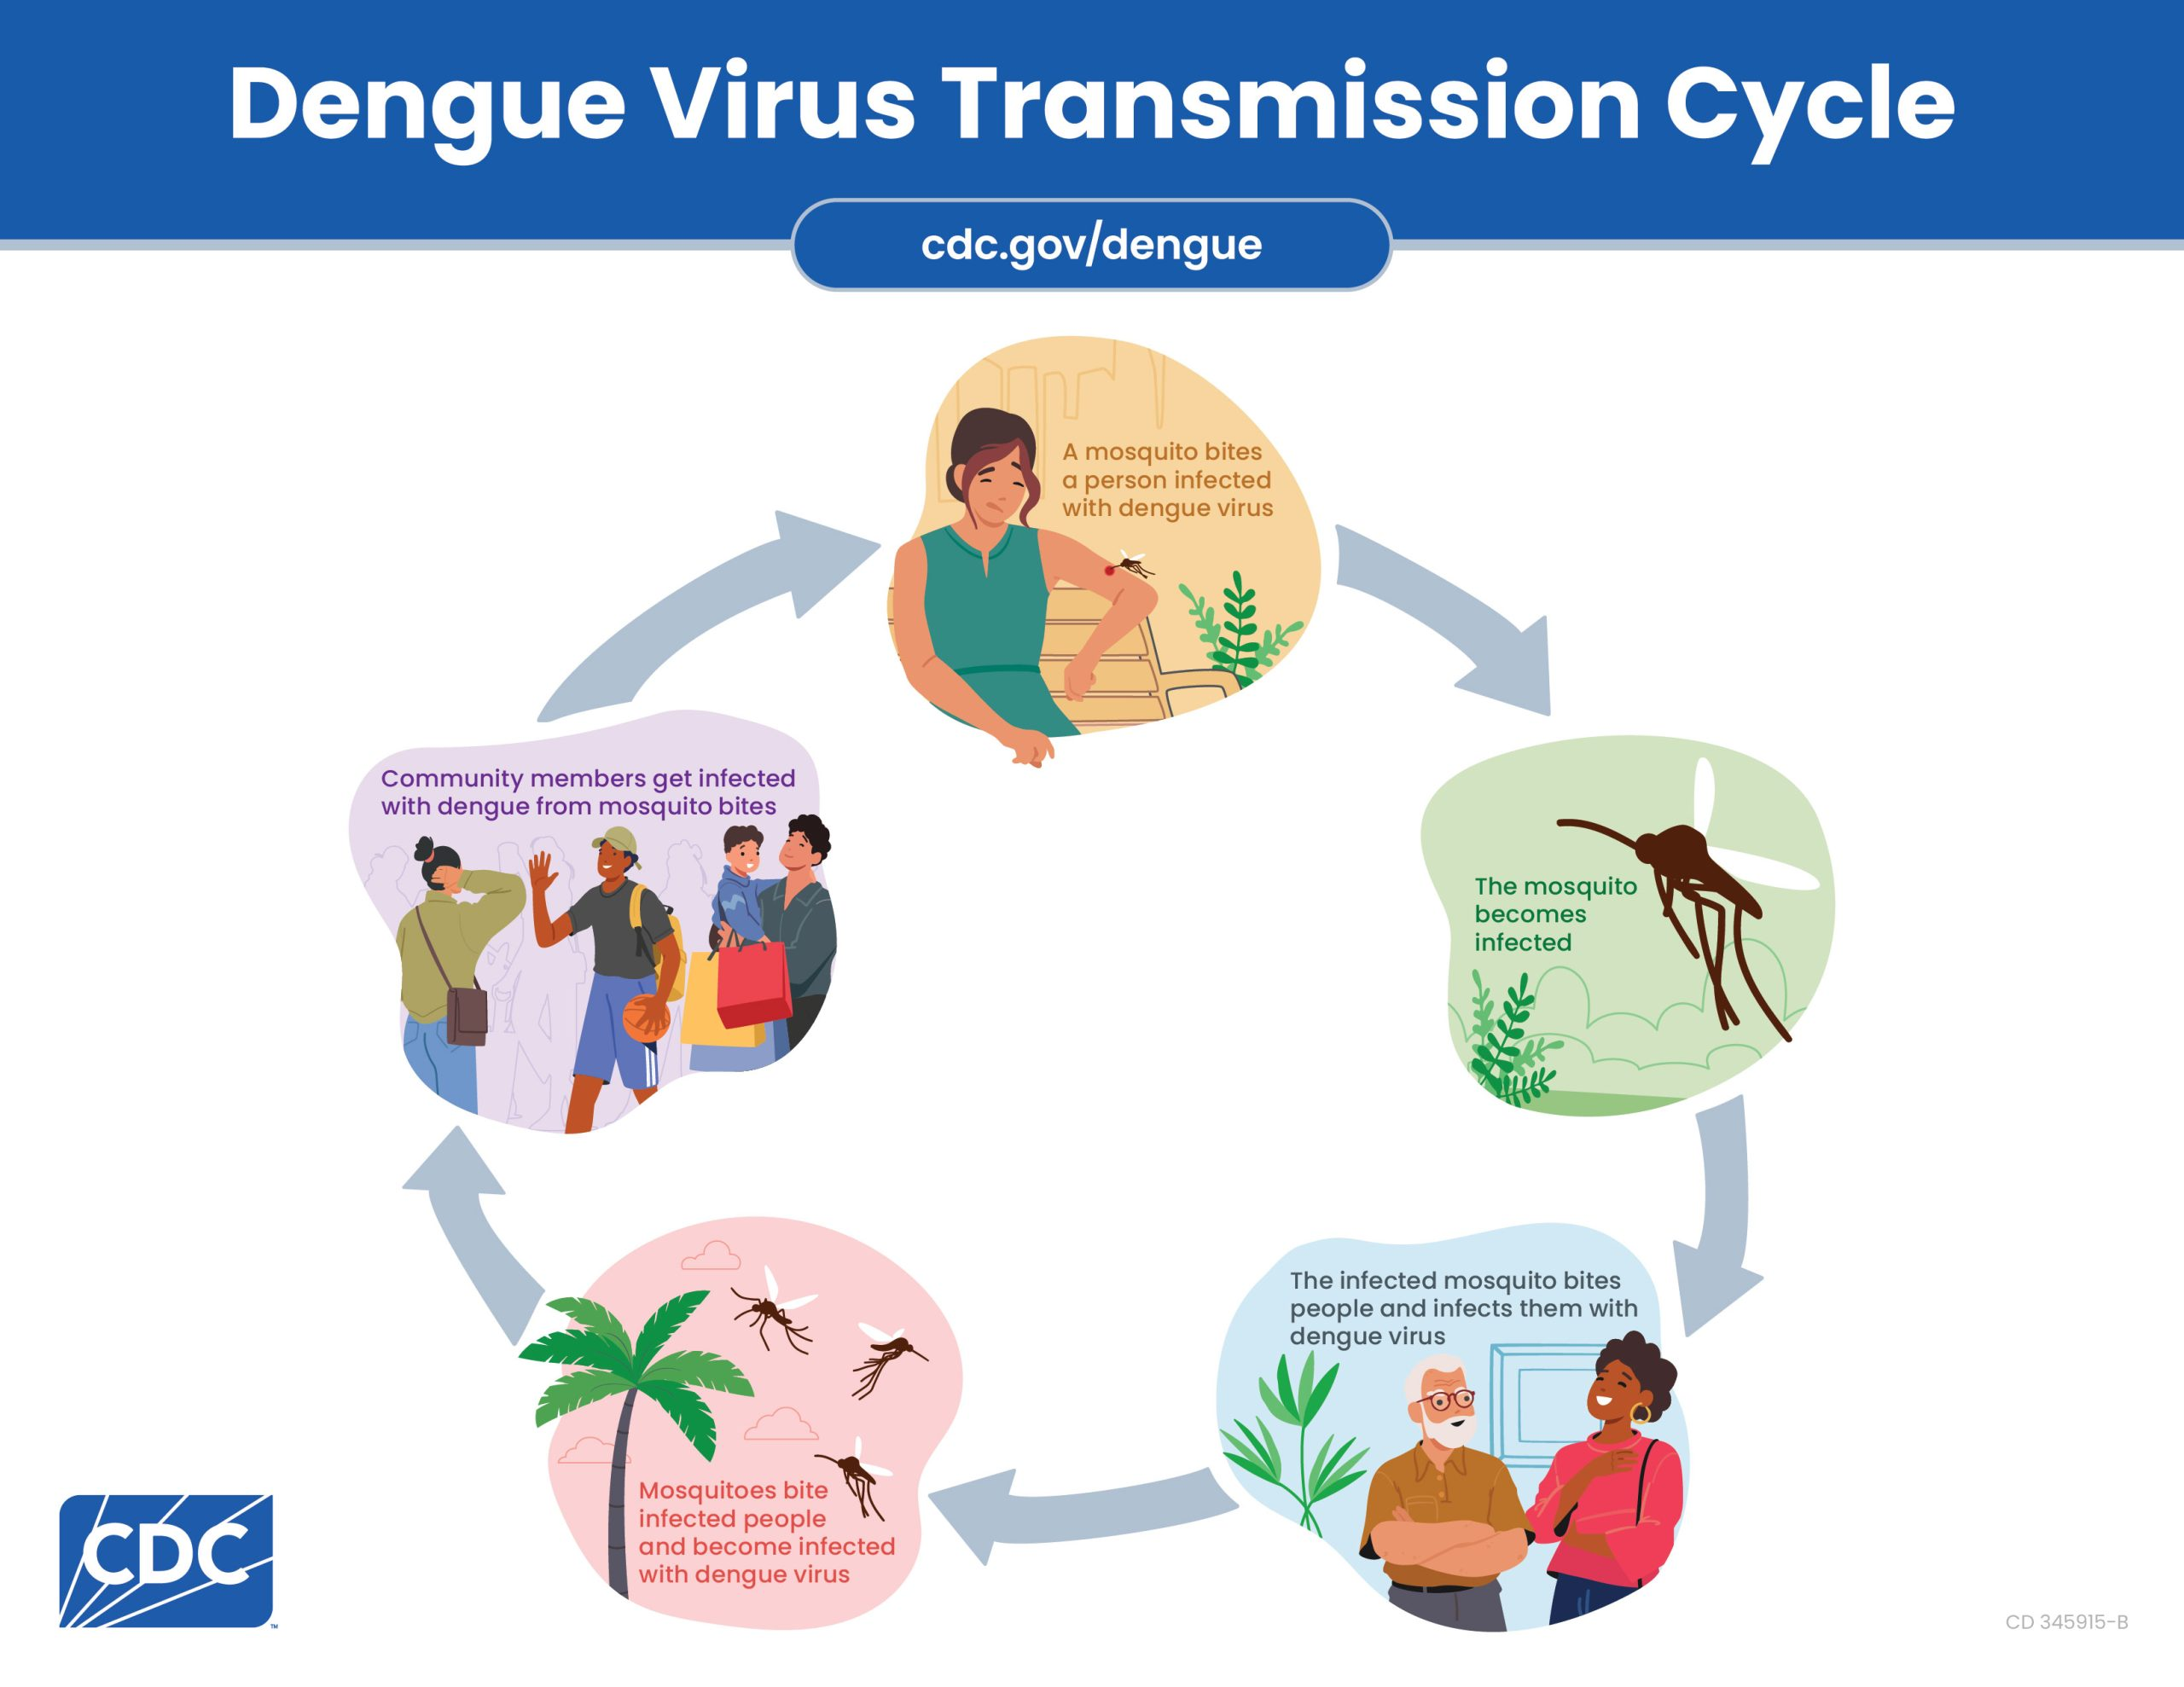 Dengue Virus Transmission Cycle
cdc.gov/dengue
A mosquito bites
a person infected
with dengue virus
The mosquito
becomes
infected
The infected mosquito bites
people and infects them with
dengue virus
Mosquitoes bite
infected people
and become infected
with dengue virus
Community members get infected
with dengue from mosquito bites
CDC
TM
CD 345915-B